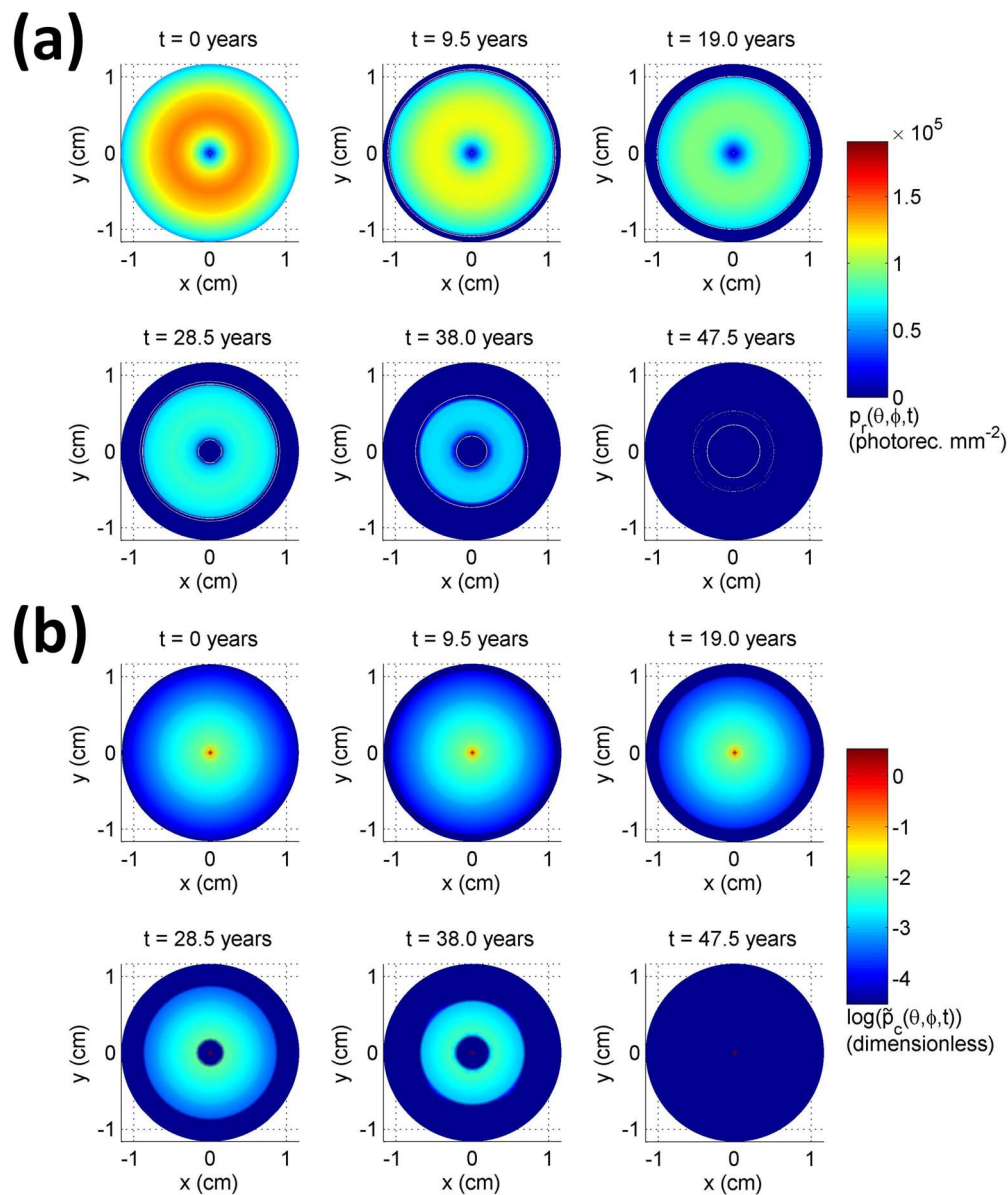 (a)
t = 0 years
t = 9.5 years
t = 19.0 years
y (cm)
1
0
-1
y (cm)
1
0
-1
y (cm)
1
0
-1
-1 0 1
-1 0 1
-1 0 1
x (cm)
x (cm)
x (cm)
× 10⁵
1.5
1
0.5
0
p_r(θ,ϕ,t)
(photorec. mm⁻²)
t = 28.5 years
t = 38.0 years
t = 47.5 years
y (cm)
1
0
-1
y (cm)
1
0
-1
y (cm)
1
0
-1
-1 0 1
-1 0 1
-1 0 1
x (cm)
x (cm)
x (cm)
(b)
t = 0 years
t = 9.5 years
t = 19.0 years
y (cm)
1
0
-1
y (cm)
1
0
-1
y (cm)
1
0
-1
-1 0 1
-1 0 1
-1 0 1
x (cm)
x (cm)
x (cm)
0
-1
-2
-3
-4
log(p̃_c(θ,ϕ,t))
(dimensionless)
t = 28.5 years
t = 38.0 years
t = 47.5 years
y (cm)
1
0
-1
y (cm)
1
0
-1
y (cm)
1
0
-1
-1 0 1
-1 0 1
-1 0 1
x (cm)
x (cm)
x (cm)